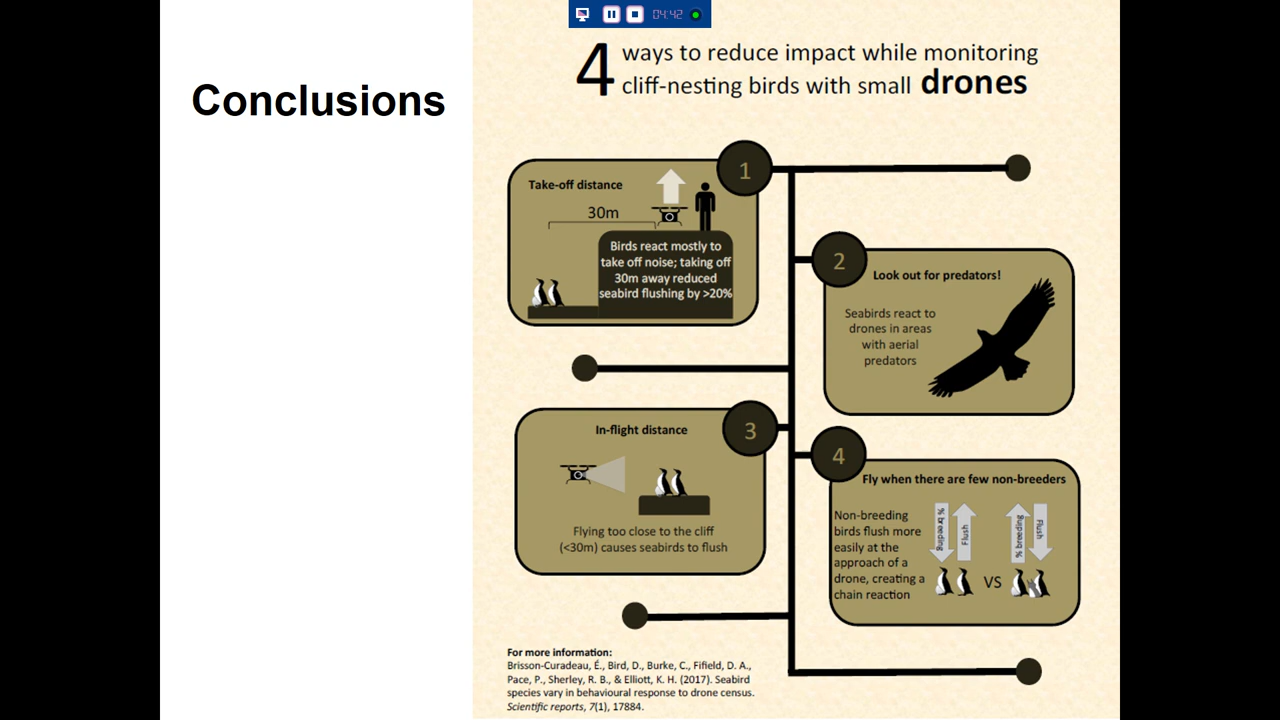 04:42
Conclusions
4 ways to reduce impact while monitoring
cliff-nesting birds with small drones
1
Take-off distance
30m
Birds react mostly to
take off noise; taking off
30m away reduced
seabird flushing by >20%
2
Look out for predators!
Seabirds react to
drones in areas
with aerial
predators
3
In-flight distance
Flying too close to the cliff
(<30m) causes seabirds to flush
4
Fly when there are few non-breeders
Non-breeding
birds flush more
easily at the
approach of a
drone, creating a
chain reaction
% breeding
Flush
VS
% breeding
Flush
For more information:
Brisson-Curadeau, É., Bird, D., Burke, C., Fifield, D. A.,
Pace, P., Sherley, R. B., & Elliott, K. H. (2017). Seabird
species vary in behavioural response to drone census.
Scientific reports, 7(1), 17884.